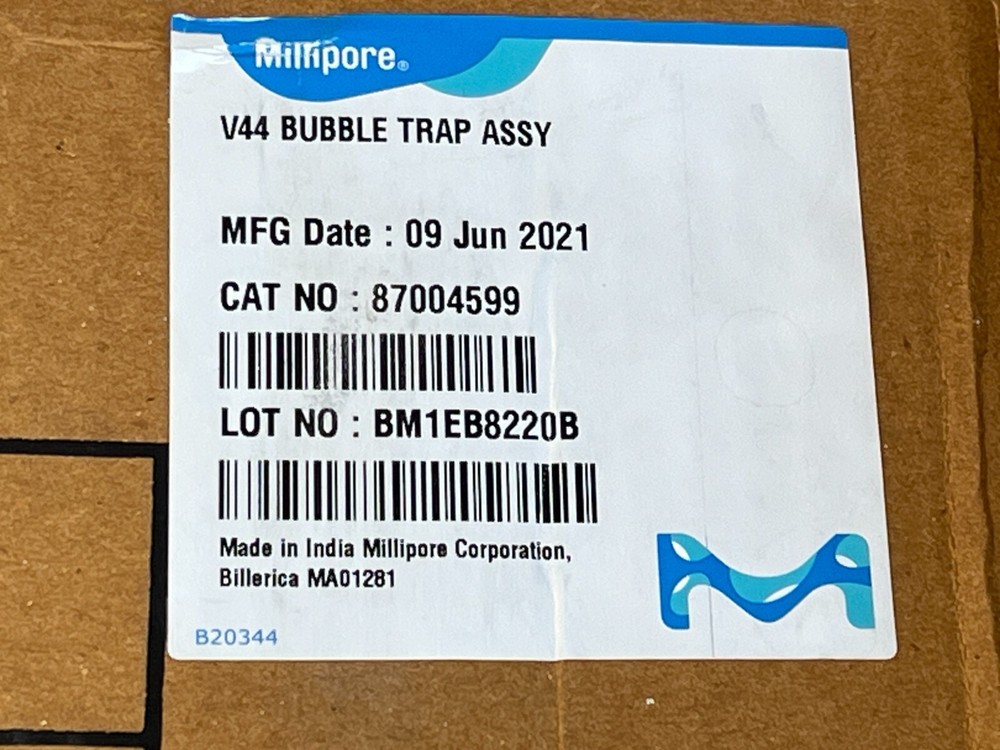 Millipore®
V44 BUBBLE TRAP ASSY
MFG Date : 09 Jun 2021
CAT NO : 87004599
LOT NO : BM1EB8220B
Made in India Millipore Corporation,
Billerica MA01281
B20344